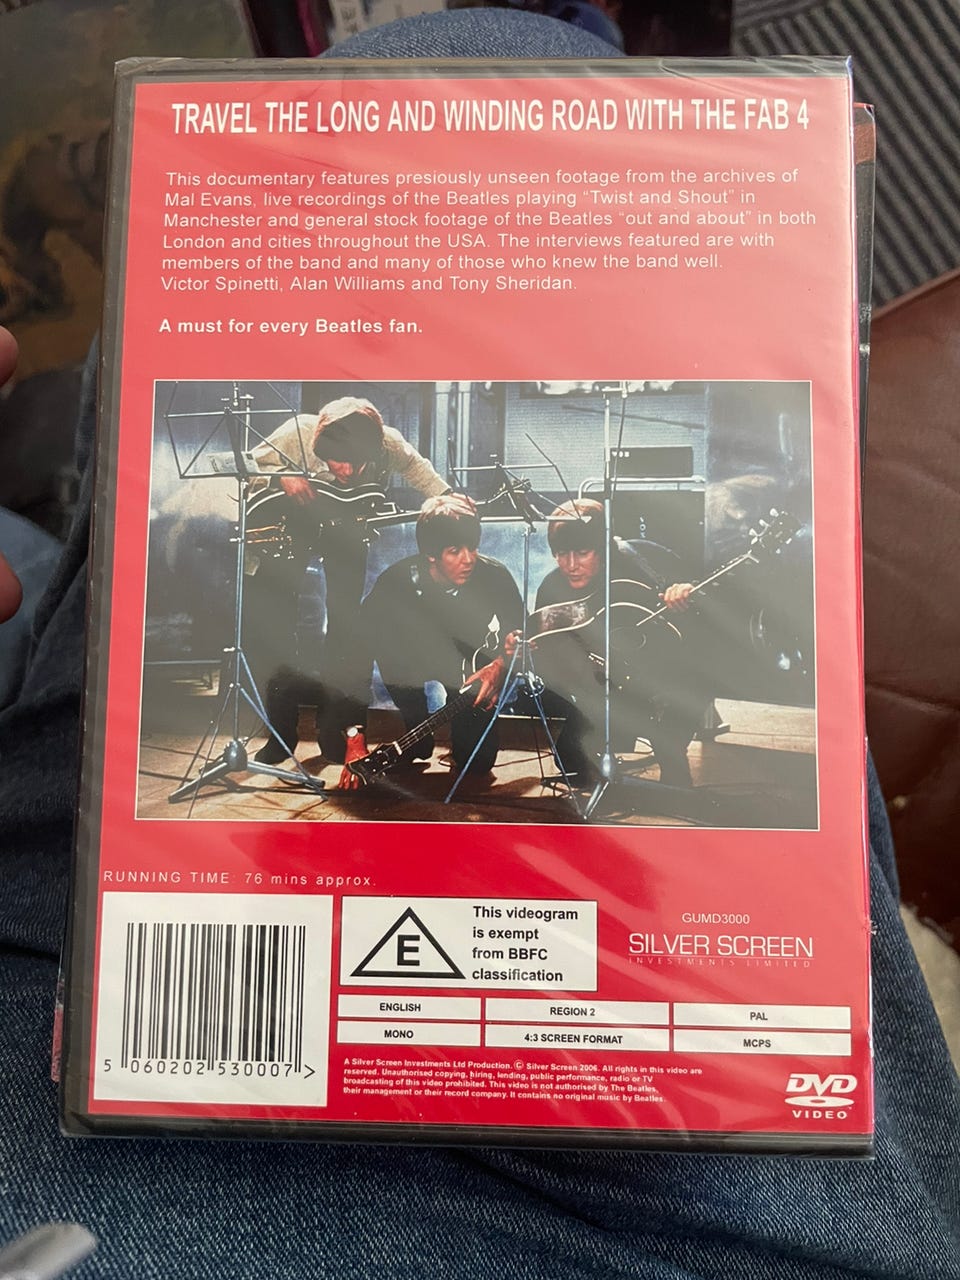 TRAVEL THE LONG AND WINDING ROAD WITH THE FAB 4
This documentary features presiously unseen footage from the archives of
Mal Evans, live recordings of the Beatles playing “Twist and Shout” in
Manchester and general stock footage of the Beatles “out and about” in both
London and cities throughout the USA. The interviews featured are with
members of the band and many of those who knew the band well.
Victor Spinetti, Alan Williams and Tony Sheridan.
A must for every Beatles fan.
RUNNING TIME: 76 mins approx.
5 060202 530007 >
E
This videogram
is exempt
from BBFC
classification
GUMD3000
SILVER SCREEN
INVESTMENTS LIMITED
ENGLISH
REGION 2
PAL
MONO
4:3 SCREEN FORMAT
MCPS
A Silver Screen Investments Ltd Production. © Silver Screen 2006. All rights in this video are
reserved. Unauthorised copying, hiring, lending, public performance, radio or TV
broadcasting of this video prohibited. This video is not authorised by The Beatles,
their management or their record company. It contains no original music by Beatles.
DVD
VIDEO